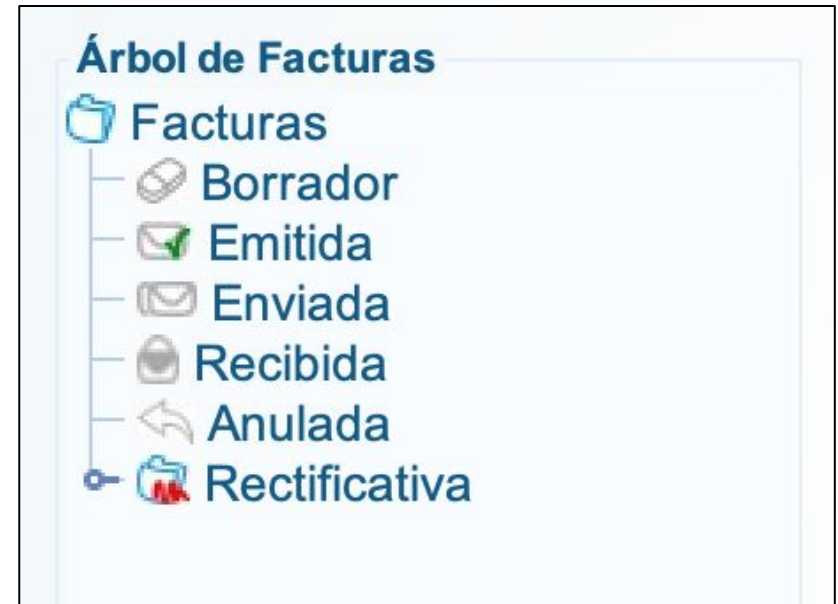 Árbol de Facturas
Facturas
Borrador
Emitida
Enviada
Recibida
Anulada
Rectificativa